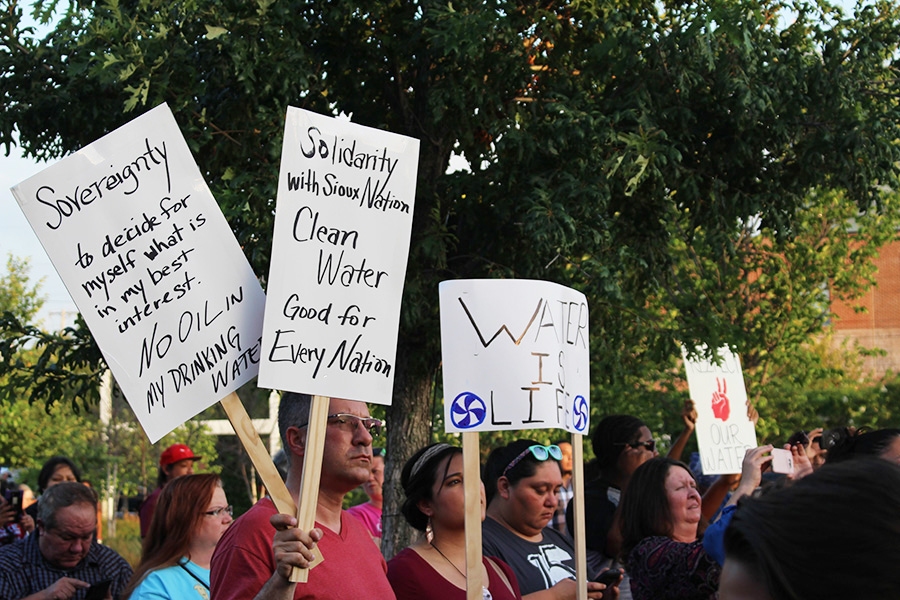 Sovereignty
to decide for
myself what is
in my best
interest.
NO OIL IN
MY DRINKING
WATER
Solidarity
with Sioux Nation
Clean
Water
Good for
Every Nation
WATER
IS
LIFE
OUR
WATER